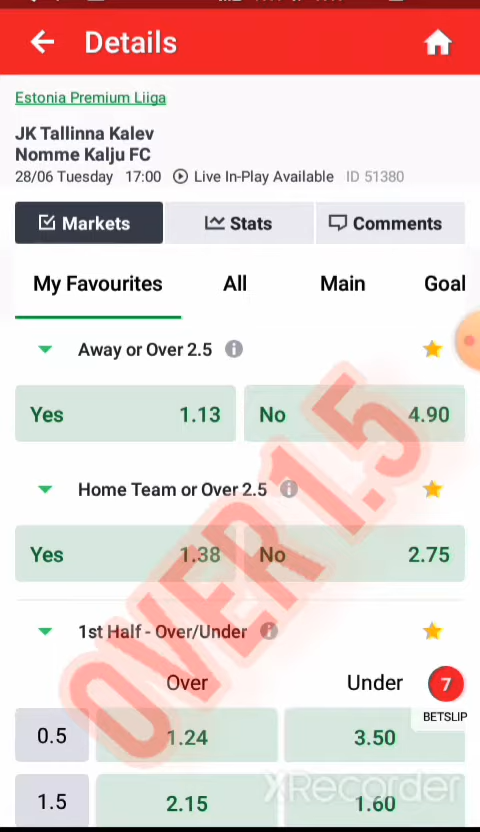 Details
Estonia Premium Liiga
JK Tallinna Kalev
Nomme Kalju FC
28/06 Tuesday 17:00 Live In-Play Available ID 51380
Markets Stats Comments
My Favourites All Main Goal
Away or Over 2.5
Yes 1.13 No 4.90
Home Team or Over 2.5
Yes 1.38 No 2.75
OVER 1.5
1st Half - Over/Under
Over Under
7
BETSLIP
0.5 1.24 3.50
XRecorder
1.5 2.15 1.60